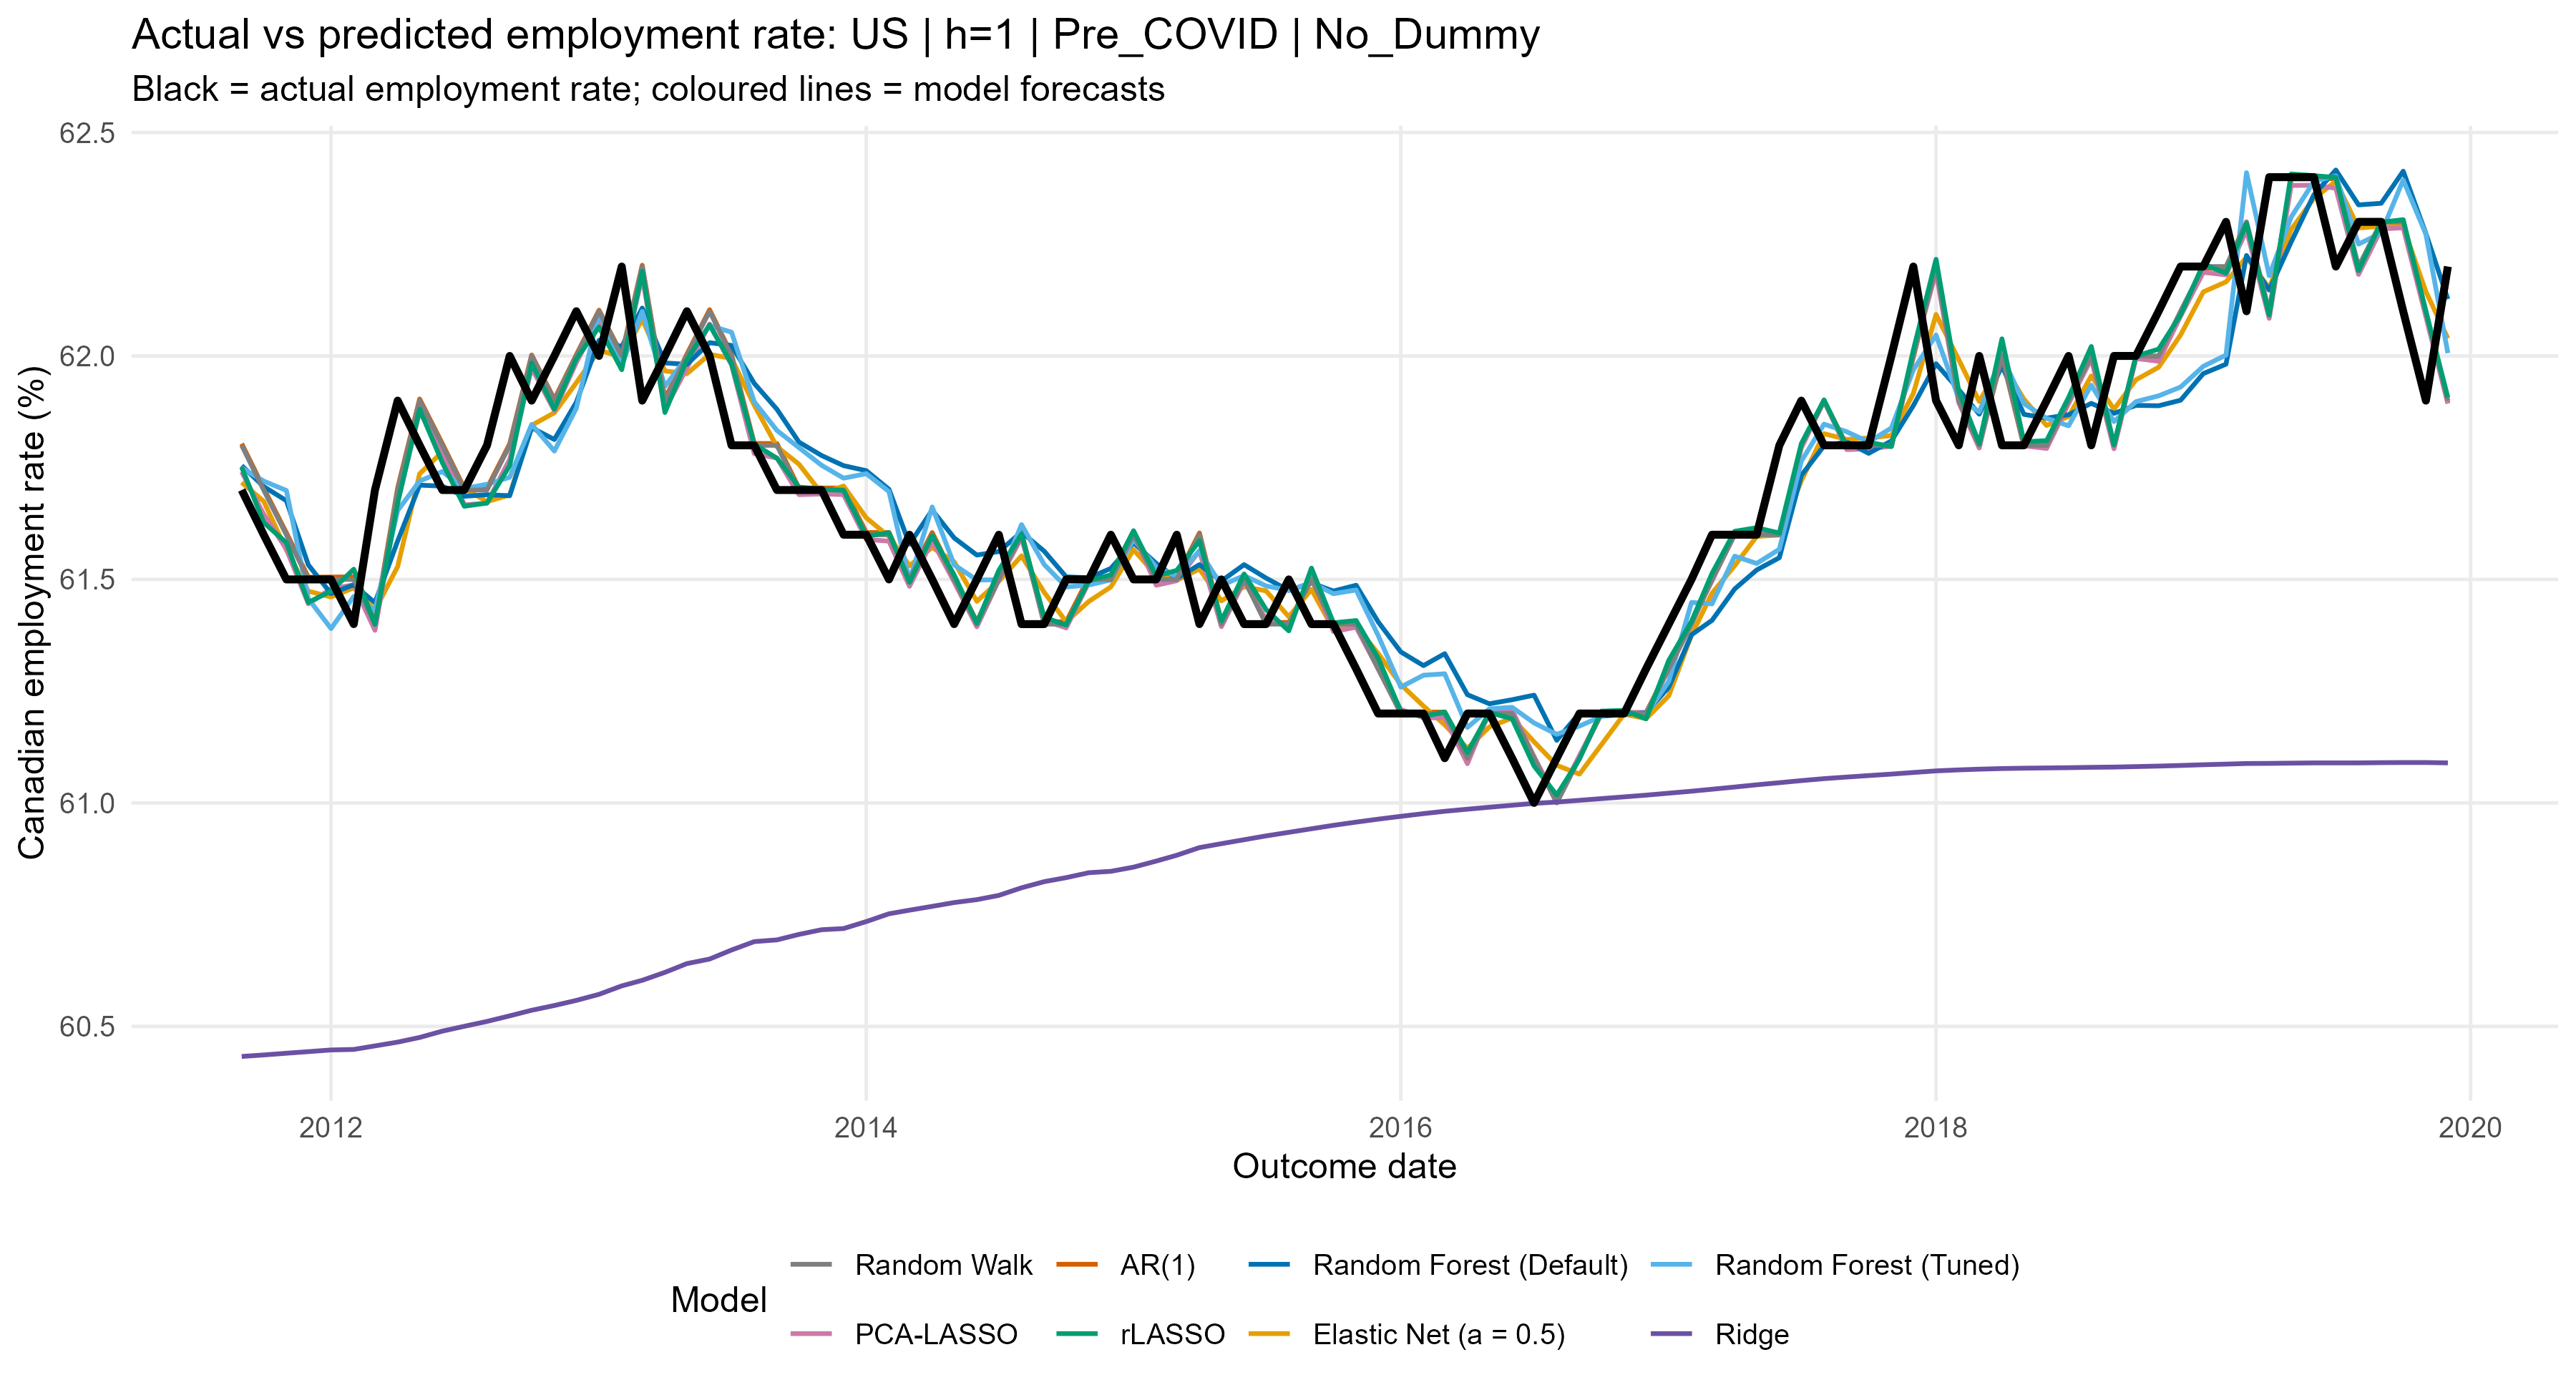 Actual vs predicted employment rate: US | h=1 | Pre_COVID | No_Dummy
Black = actual employment rate; coloured lines = model forecasts
62.5
62.0
61.5
61.0
60.5
Canadian employment rate (%)
2012 2014 2016 2018 2020
Outcome date
Model
Random Walk AR(1) Random Forest (Default) Random Forest (Tuned)
PCA-LASSO rLASSO Elastic Net (a = 0.5) Ridge